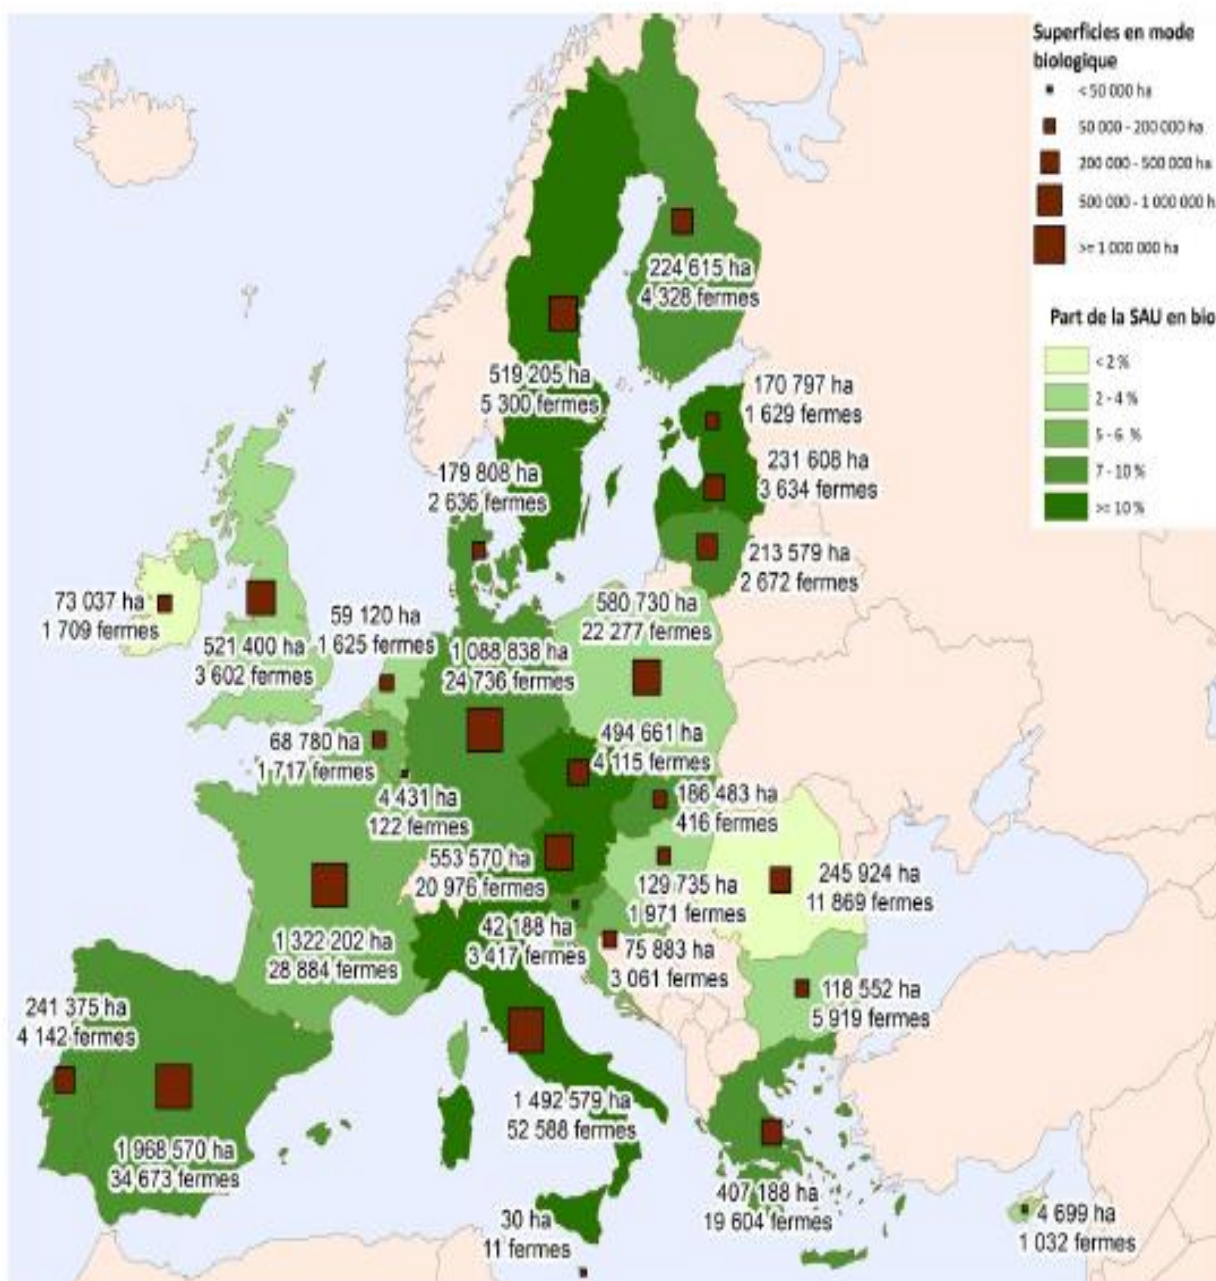 Superficies en mode
biologique
< 50 000 ha
50 000 - 200 000 ha
200 000 - 500 000 ha
500 000 - 1 000 000 h
>= 1 000 000 ha
Part de la SAU en bio
< 2 %
2 - 4 %
5 - 6 %
7 - 10 %
>= 10 %
224 615 ha
4 328 fermes
519 205 ha
5 300 fermes
170 797 ha
1 629 fermes
231 608 ha
3 634 fermes
179 808 ha
2 636 fermes
213 579 ha
2 672 fermes
73 037 ha
1 709 fermes
521 400 ha
3 602 fermes
59 120 ha
1 625 fermes
580 730 ha
22 277 fermes
1 088 838 ha
24 736 fermes
68 780 ha
1 717 fermes
494 661 ha
4 115 fermes
4 431 ha
122 fermes
186 483 ha
416 fermes
553 570 ha
20 976 fermes
129 735 ha
1 971 fermes
245 924 ha
11 869 fermes
1 322 202 ha
28 884 fermes
42 188 ha
3 417 fermes
75 883 ha
3 061 fermes
118 552 ha
5 919 fermes
241 375 ha
4 142 fermes
1 968 570 ha
34 673 fermes
1 492 579 ha
52 588 fermes
407 188 ha
19 604 fermes
30 ha
11 fermes
4 699 ha
1 032 fermes